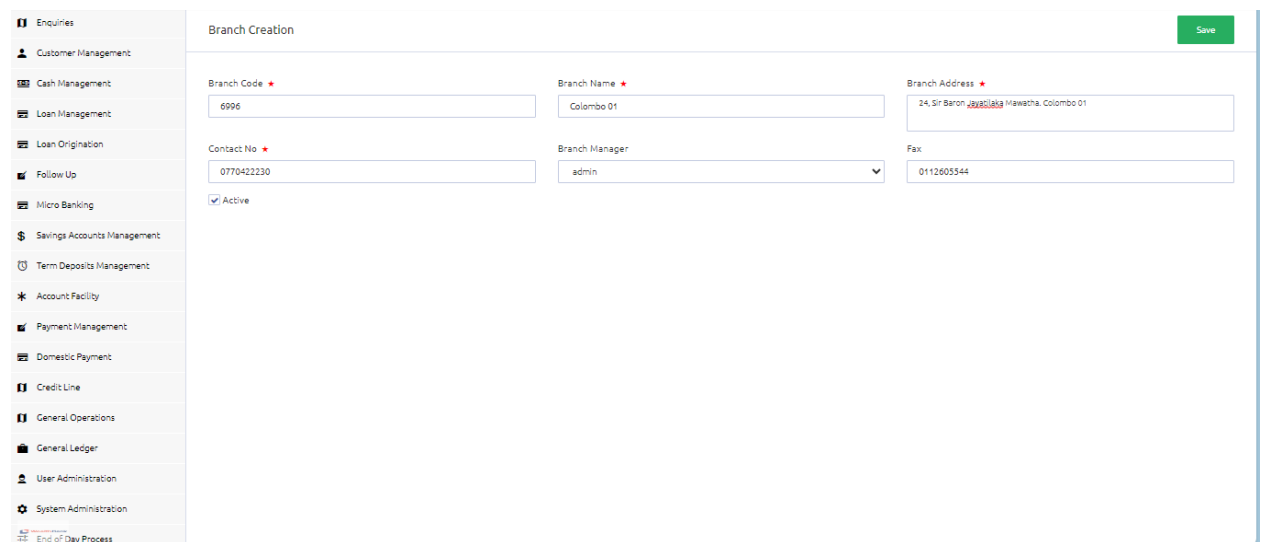 Enquiries
Customer Management
Cash Management
Loan Management
Loan Origination
Follow Up
Micro Banking
Savings Accounts Management
Term Deposits Management
Account Facility
Payment Management
Domestic Payment
Credit Line
General Operations
General Ledger
User Administration
System Administration
End of Day Process
Branch Creation
Save
Branch Code ★
6996
Branch Name ★
Colombo 01
Branch Address ★
24, Sir Baron Jayatilaka Mawatha. Colombo 01
Contact No ★
0770422230
Branch Manager
admin
Fax
0112605544
Active